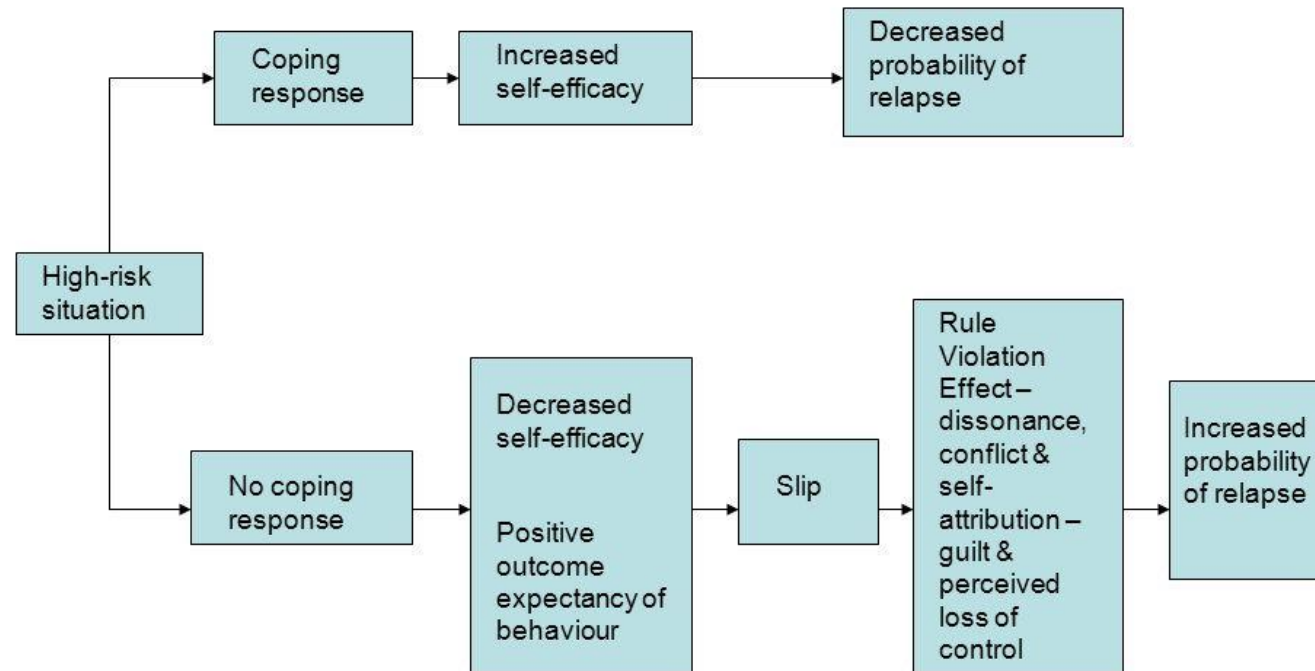 Coping
response
Increased
self-efficacy
Decreased
probability of
relapse
High-risk
situation
No coping
response
Decreased
self-efficacy
Positive
outcome
expectancy of
behaviour
Slip
Rule
Violation
Effect –
dissonance,
conflict &
self-
attribution –
guilt &
perceived
loss of
control
Increased
probability
of relapse